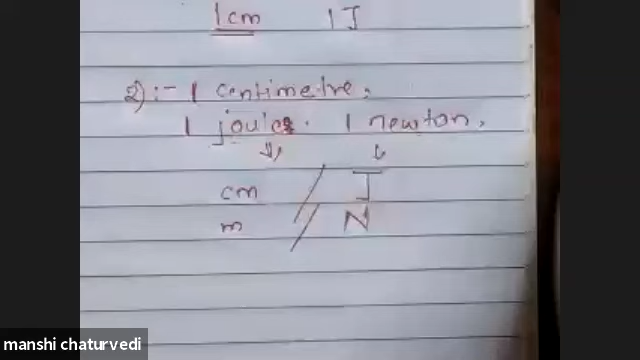 1cm 1J
2) :- 1 centimetre,
1 joules. 1 newton,
cm / J
m / N
manshi chaturvedi